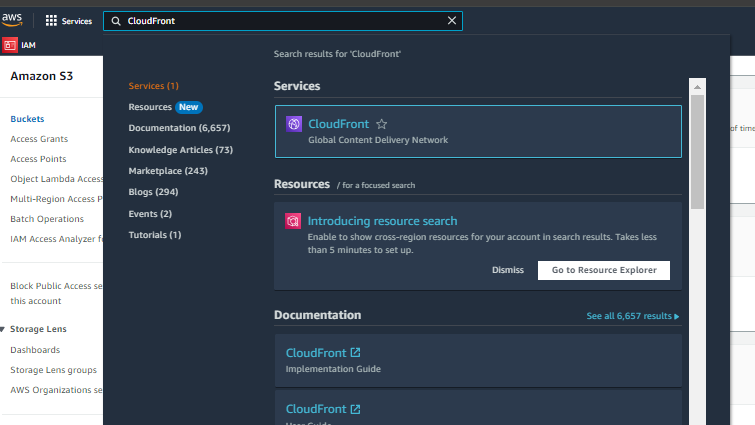 aws
Services
CloudFront
IAM
Amazon S3
Buckets
Access Grants
Access Points
Object Lambda Access
Multi-Region Access P
Batch Operations
IAM Access Analyzer fo
Block Public Access se
this account
Storage Lens
Dashboards
Storage Lens groups
AWS Organizations se
Search results for 'CloudFront'
Services (1)
Resources New
Documentation (6,657)
Knowledge Articles (73)
Marketplace (243)
Blogs (294)
Events (2)
Tutorials (1)
Services
CloudFront
Global Content Delivery Network
Resources / for a focused search
Introducing resource search
Enable to show cross-region resources for your account in search results. Takes less
than 5 minutes to set up.
Dismiss
Go to Resource Explorer
Documentation
See all 6,657 results
CloudFront
Implementation Guide
CloudFront
User Guide
of time